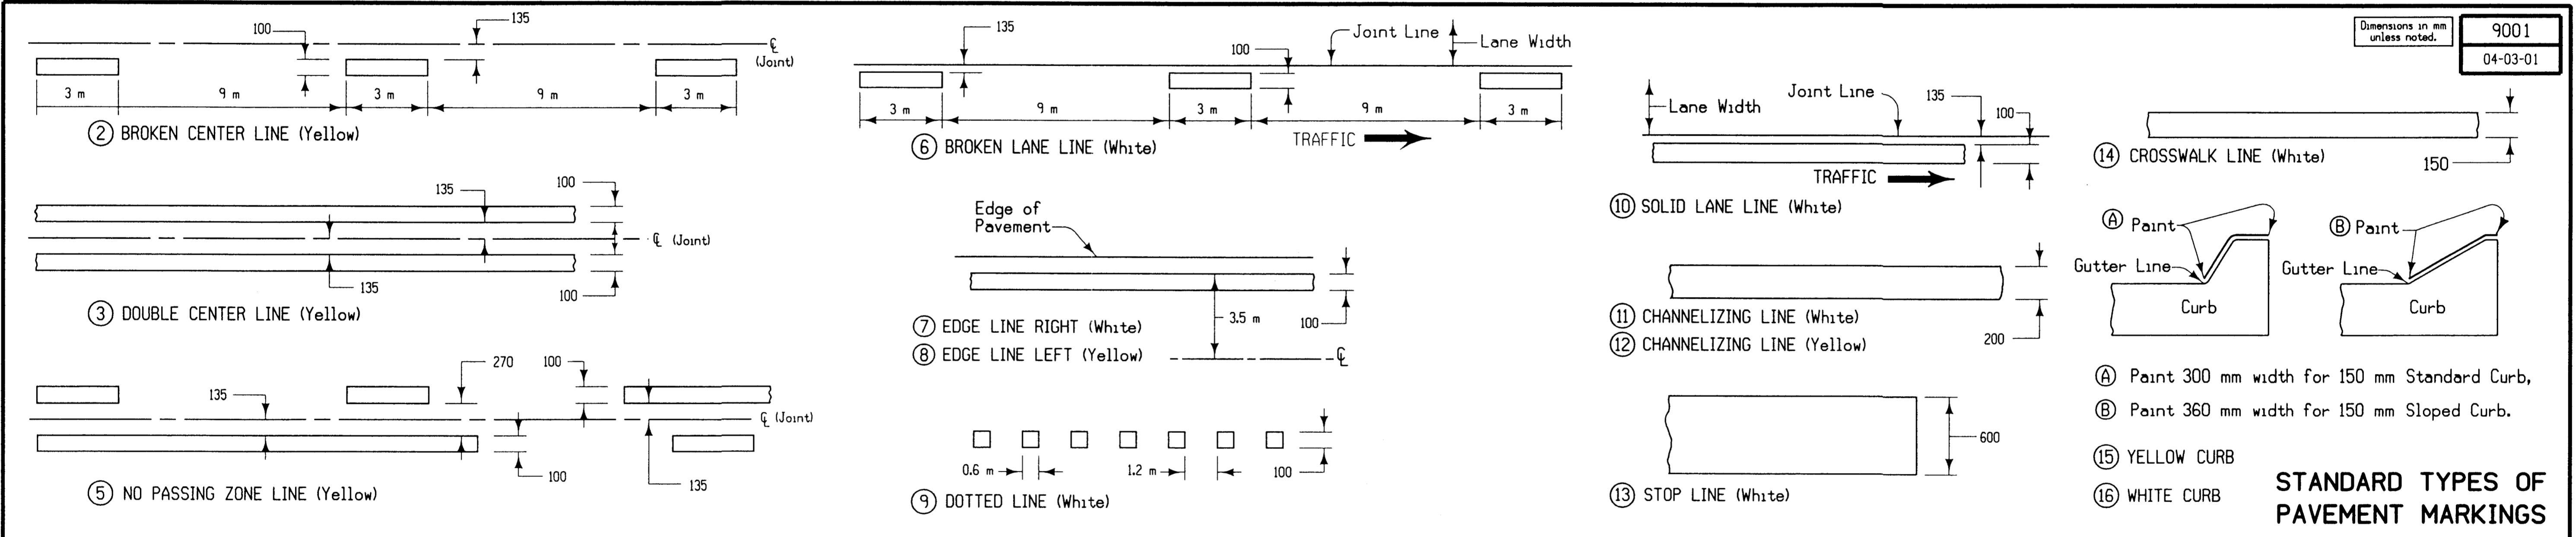 135
100
℄
(Joint)
3 m
9 m
3 m
9 m
3 m
② BROKEN CENTER LINE (Yellow)
135
100
℄ (Joint)
135
100
③ DOUBLE CENTER LINE (Yellow)
270
100
135
℄ (Joint)
100
135
⑤ NO PASSING ZONE LINE (Yellow)
135
100
Joint Line
Lane Width
3 m
9 m
3 m
9 m
3 m
TRAFFIC
⑥ BROKEN LANE LINE (White)
Edge of
Pavement
3.5 m
100
⑦ EDGE LINE RIGHT (White)
⑧ EDGE LINE LEFT (Yellow)
℄
0.6 m
1.2 m
100
⑨ DOTTED LINE (White)
Lane Width
Joint Line
135
100
TRAFFIC
⑩ SOLID LANE LINE (White)
⑪ CHANNELIZING LINE (White)
⑫ CHANNELIZING LINE (Yellow)
200
600
⑬ STOP LINE (White)
Dimensions in mm
unless noted.
9001
04-03-01
⑭ CROSSWALK LINE (White)
150
Ⓐ Paint
Gutter Line
Curb
Ⓑ Paint
Gutter Line
Curb
Ⓐ Paint 300 mm width for 150 mm Standard Curb,
Ⓑ Paint 360 mm width for 150 mm Sloped Curb.
⑮ YELLOW CURB
⑯ WHITE CURB
STANDARD TYPES OF
PAVEMENT MARKINGS